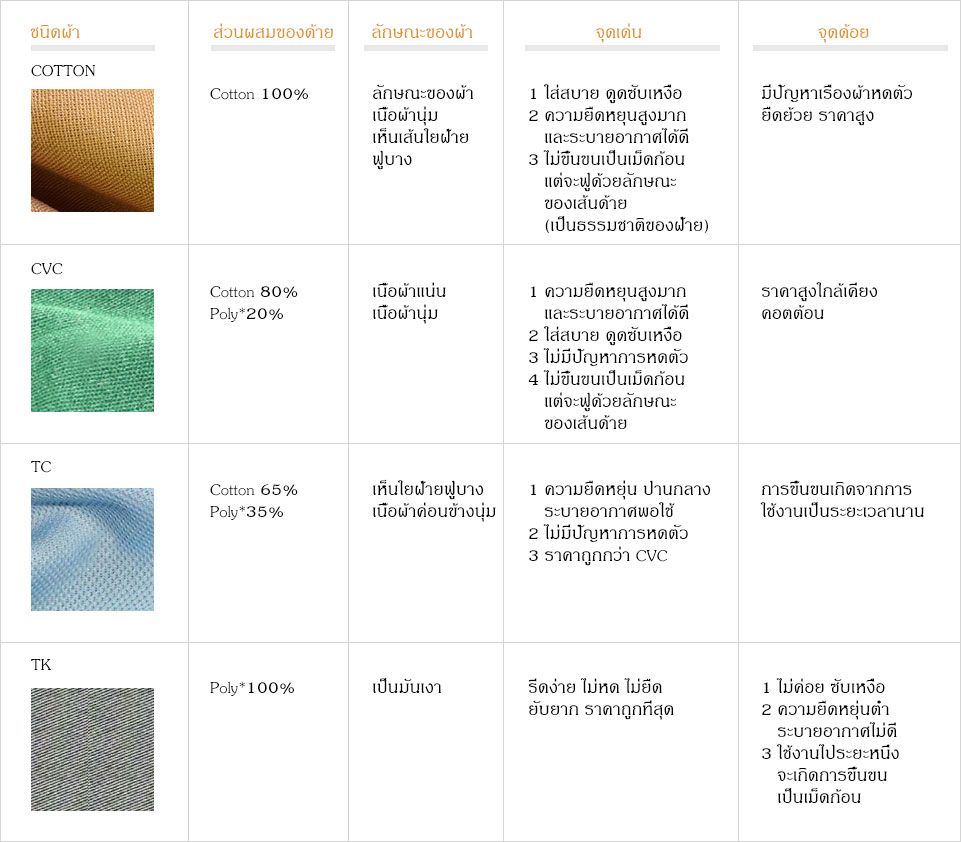 ชนิดผ้า
ส่วนผสมของด้าย
ลักษณะของผ้า
จุดเด่น
จุดด้อย
COTTON
Cotton 100%
ลักษณะของผ้า
เนื้อผ้านุ่ม
เห็นเส้นใยฝ้าย
ฟูบาง
1 ใส่สบาย ดูดซับเหงื่อ
2 ความยืดหยุนสูงมาก
และระบายอากาศได้ดี
3 ไม่ขึ้นขนเป็นเม็ดก้อน
แต่จะฟูด้วยลักษณะ
ของเส้นด้าย
(เป็นธรรมชาติของฝ้าย)
มีปัญหาเรื่องผ้าหดตัว
ยืดย้วย ราคาสูง
CVC
Cotton 80%
Poly*20%
เนื้อผ้าแน่น
เนื้อผ้านุ่ม
1 ความยืดหยุนสูงมาก
และระบายอากาศได้ดี
2 ใส่สบาย ดูดซับเหงื่อ
3 ไม่มีปัญหาการหดตัว
4 ไม่ขึ้นขนเป็นเม็ดก้อน
แต่จะฟูด้วยลักษณะ
ของเส้นด้าย
ราคาสูงใกล้เคียง
คอตต้อน
TC
Cotton 65%
Poly*35%
เห็นใยฝ้ายฟูบาง
เนื้อผ้าค่อนข้างนุ่ม
1 ความยืดหยุ่น ปานกลาง
ระบายอากาศพอใช้
2 ไม่มีปัญหาการหดตัว
3 ราคาถูกกว่า CVC
การขึ้นขนเกิดจากการ
ใช้งานเป็นระยะเวลานาน
TK
Poly*100%
เป็นมันเงา
รีดง่าย ไม่หด ไม่ยืด
ยับยาก ราคาถูกที่สุด
1 ไม่ค่อย ซับเหงื่อ
2 ความยืดหยุ่นต่ำ
ระบายอากาศไม่ดี
3 ใช้งานไประยะหนึ่ง
จะเกิดการขึ้นขน
เป็นเม็ดก้อน